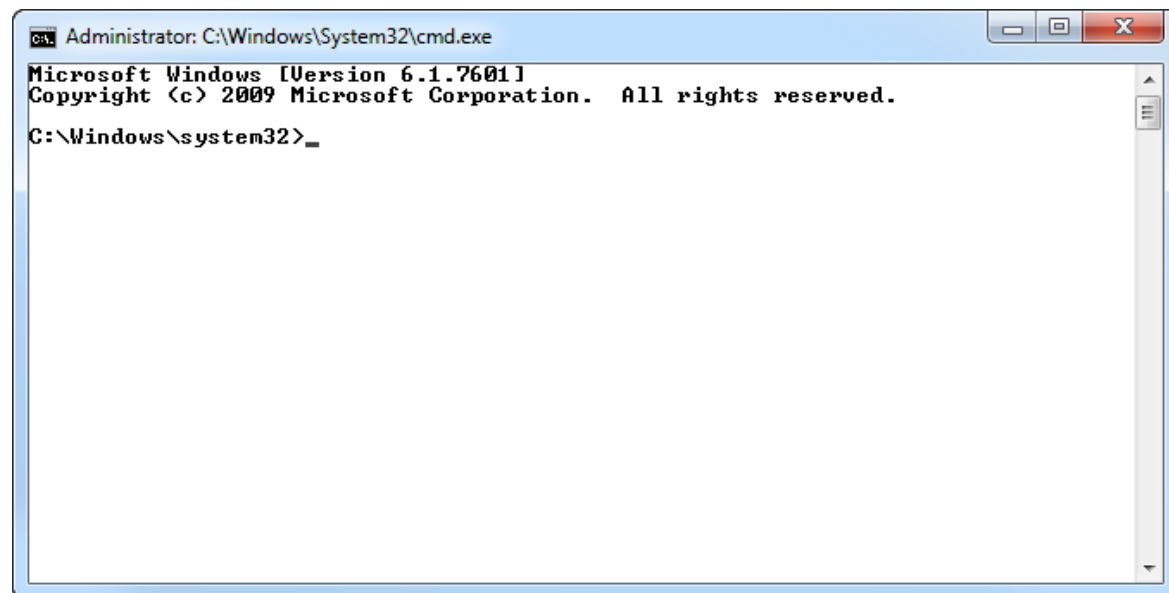 Administrator: C:\Windows\System32\cmd.exe
Microsoft Windows [Version 6.1.7601]
Copyright (c) 2009 Microsoft Corporation.  All rights reserved.
C:\Windows\system32>_